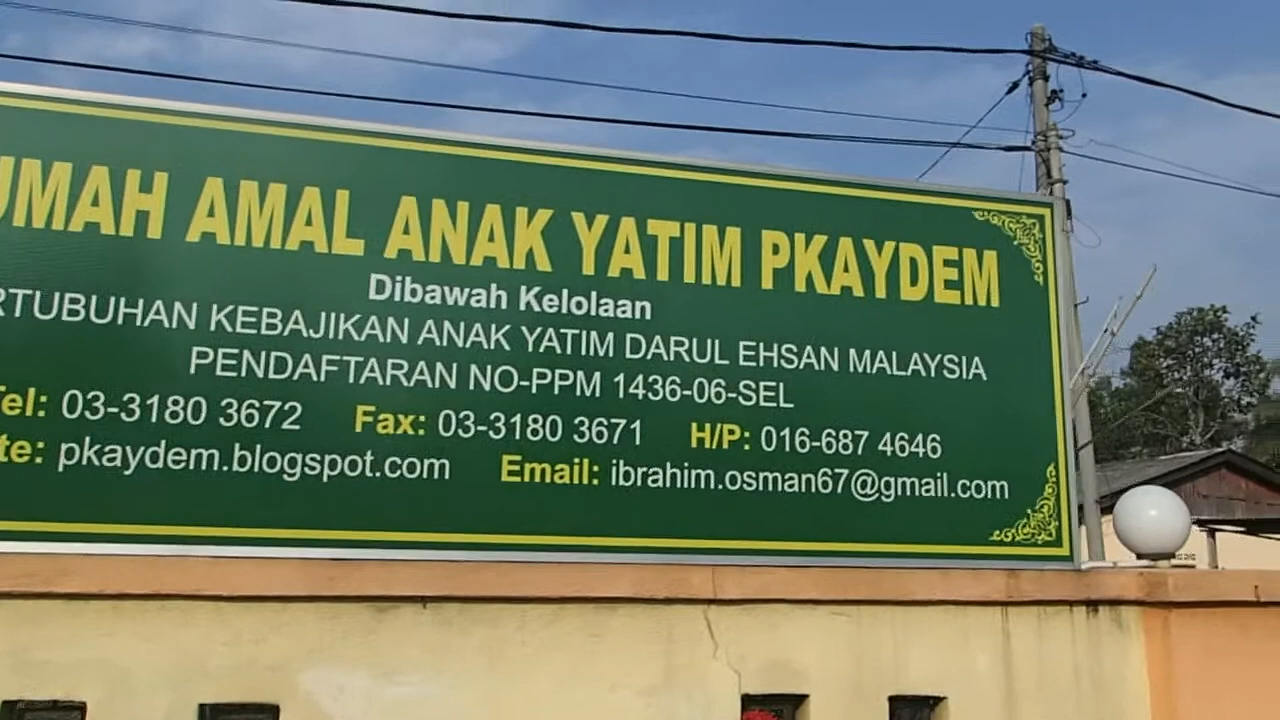 UMAH AMAL ANAK YATIM PKAYDEM
Dibawah Kelolaan
RTUBUHAN KEBAJIKAN ANAK YATIM DARUL EHSAN MALAYSIA
PENDAFTARAN NO-PPM 1436-06-SEL
Tel: 03-3180 3672 Fax: 03-3180 3671 H/P: 016-687 4646
te: pkaydem.blogspot.com Email: ibrahim.osman67@gmail.com